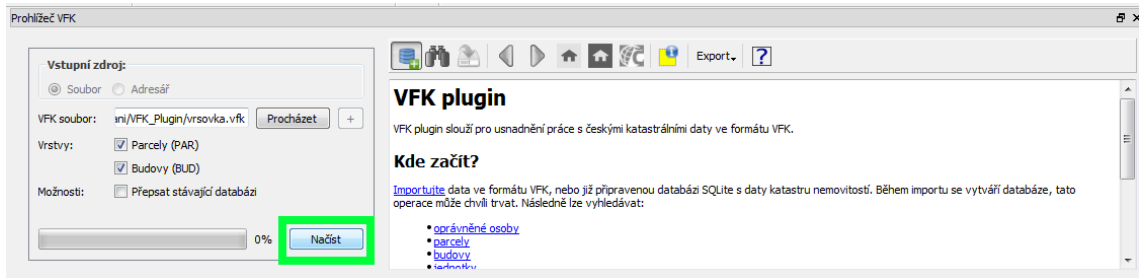 Prohlížeč VFK
Vstupní zdroj:
Soubor Adresář
VFK soubor: ani/VFK_Plugin/vrsovka.vfk Procházet +
Vrstvy: Parcely (PAR)
Budovy (BUD)
Možnosti: Přepsat stávající databázi
0% Načíst
Export
VFK plugin
VFK plugin slouží pro usnadnění práce s českými katastrálními daty ve formátu VFK.
Kde začít?
Importujte data ve formátu VFK, nebo již připravenou databázi SQLite s daty katastru nemovitostí. Během importu se vytváří databáze, tato
operace může chvíli trvat. Následně lze vyhledávat:
oprávněné osoby
parcely
budovy
jednotky